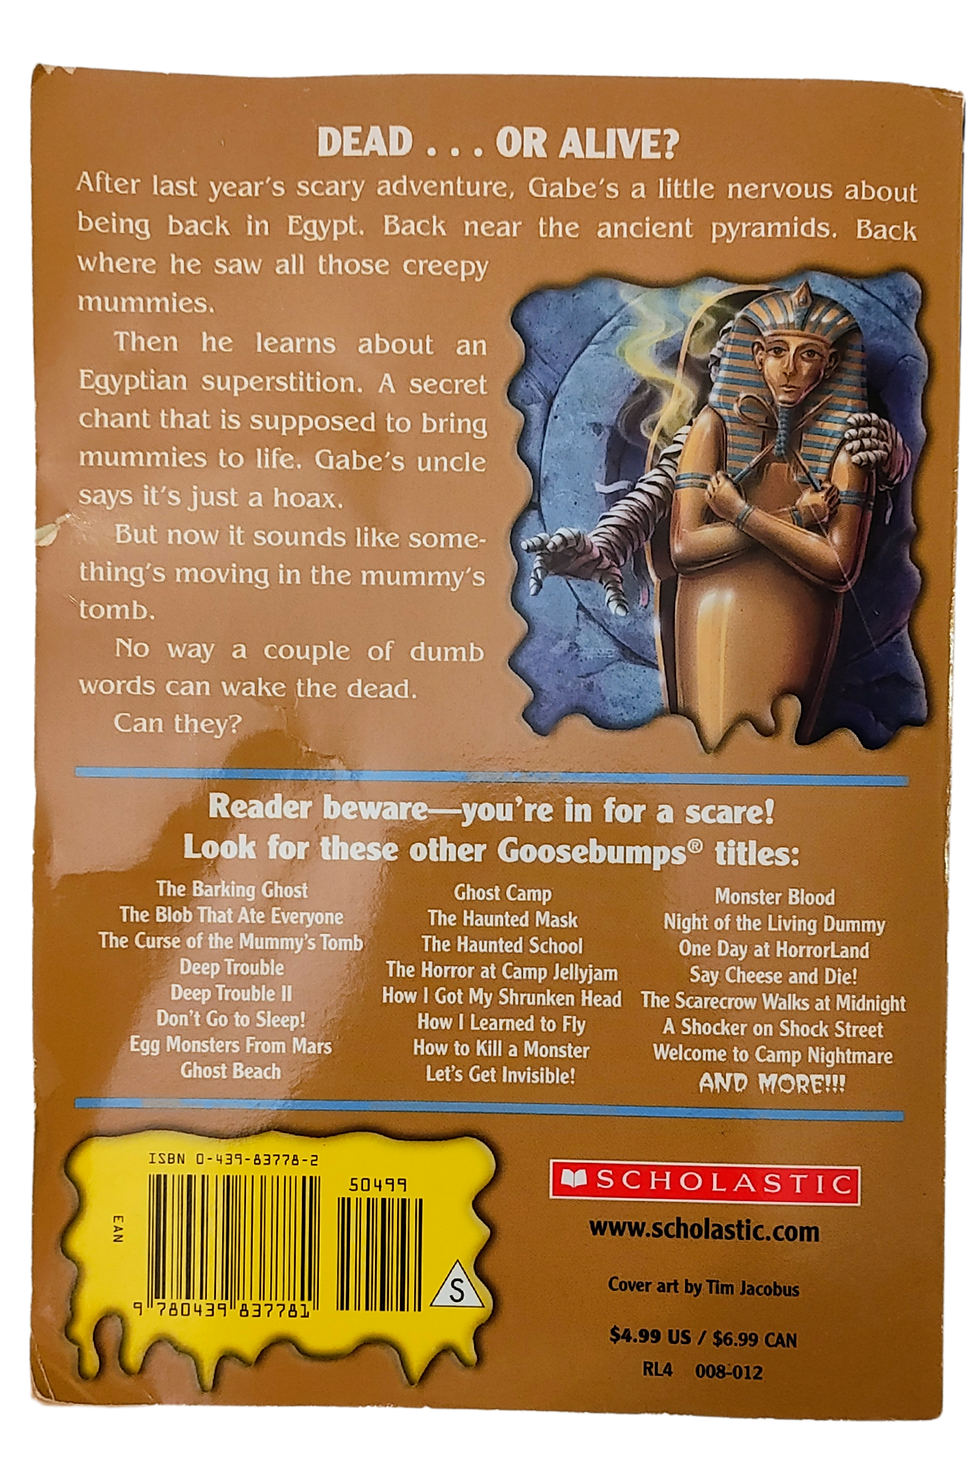 DEAD . . . OR ALIVE?
After last year's scary adventure, Gabe's a little nervous about
being back in Egypt. Back near the ancient pyramids. Back
where he saw all those creepy
mummies.
Then he learns about an
Egyptian superstition. A secret
chant that is supposed to bring
mummies to life. Gabe's uncle
says it's just a hoax.
But now it sounds like some-
thing's moving in the mummy's
tomb.
No way a couple of dumb
words can wake the dead.
Can they?
Reader beware—you're in for a scare!
Look for these other Goosebumps® titles:
The Barking Ghost
The Blob That Ate Everyone
The Curse of the Mummy's Tomb
Deep Trouble
Deep Trouble II
Don't Go to Sleep!
Egg Monsters From Mars
Ghost Beach
Ghost Camp
The Haunted Mask
The Haunted School
The Horror at Camp Jellyjam
How I Got My Shrunken Head
How I Learned to Fly
How to Kill a Monster
Let's Get Invisible!
Monster Blood
Night of the Living Dummy
One Day at HorrorLand
Say Cheese and Die!
The Scarecrow Walks at Midnight
A Shocker on Shock Street
Welcome to Camp Nightmare
AND MORE!!!
ISBN 0-439-83778-2
50499
EAN
9 780439 837781
S
SCHOLASTIC
www.scholastic.com
Cover art by Tim Jacobus
$4.99 US / $6.99 CAN
RL4 008-012